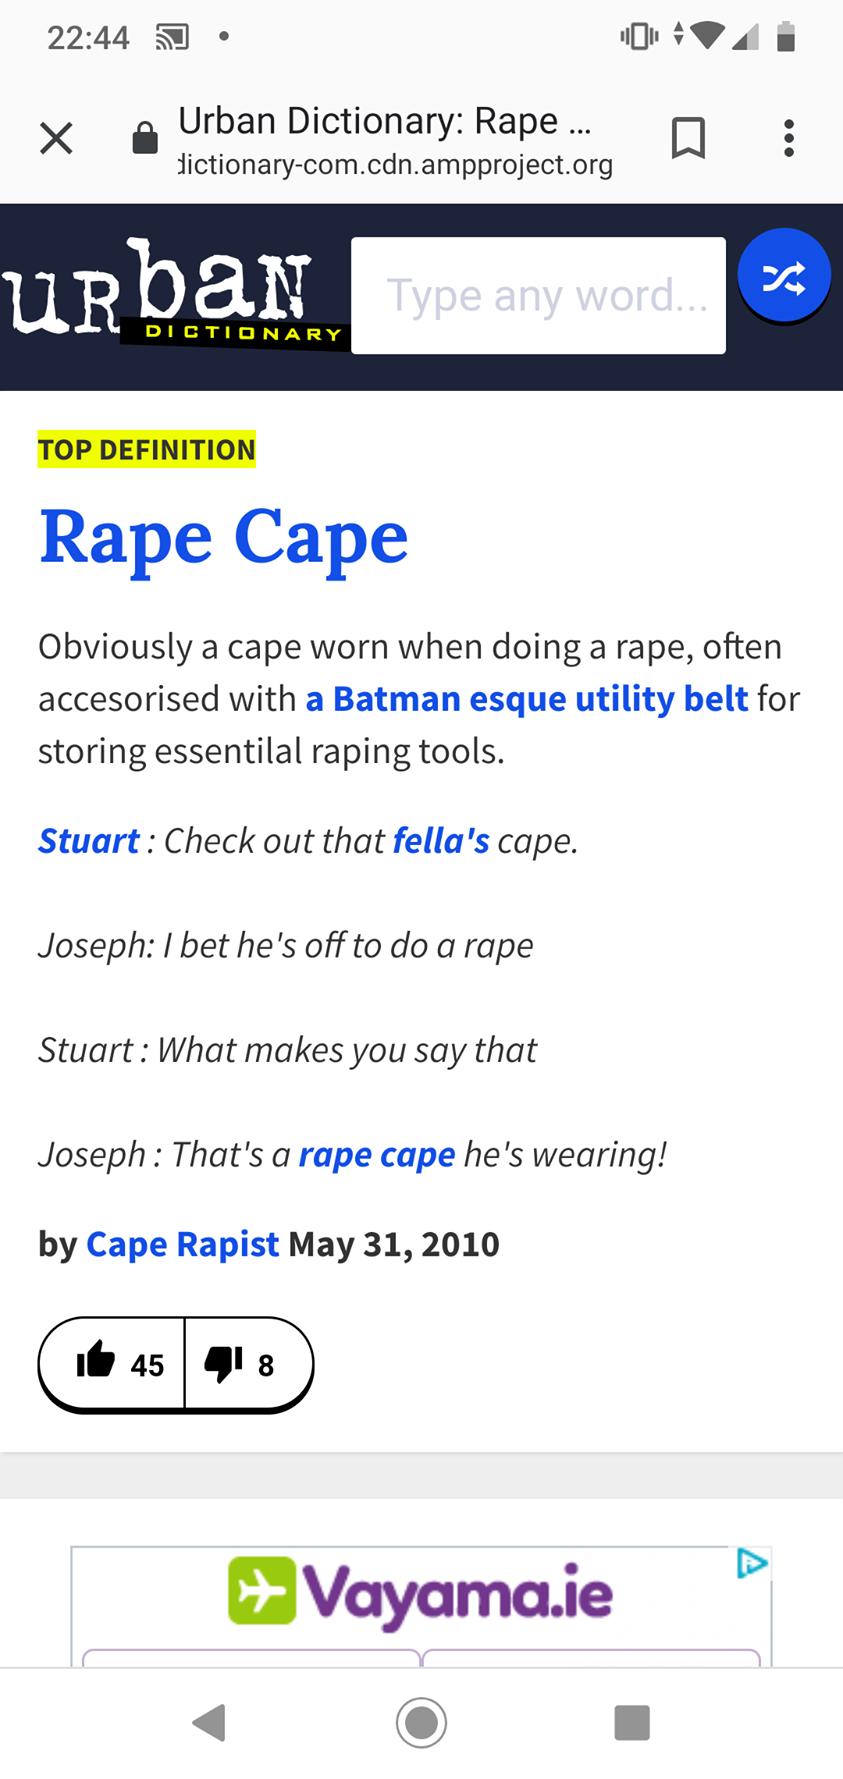 22:44
Urban Dictionary: Rape ...
dictionary-com.cdn.ampproject.org
urban
DICTIONARY
Type any word...
TOP DEFINITION
Rape Cape
Obviously a cape worn when doing a rape, often
accesorised with a Batman esque utility belt for
storing essentilal raping tools.
Stuart : Check out that fella's cape.
Joseph: I bet he's off to do a rape
Stuart : What makes you say that
Joseph : That's a rape cape he's wearing!
by Cape Rapist May 31, 2010
45
8
Vayama.ie